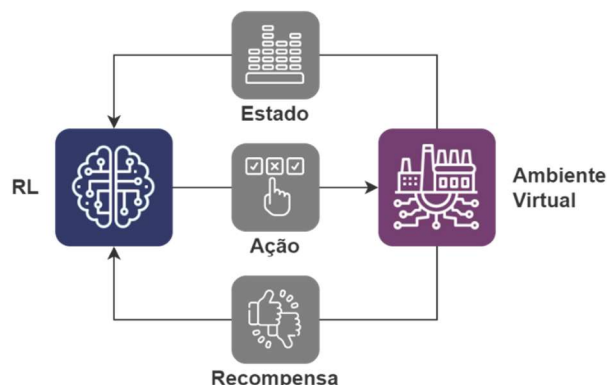 Estado
RL
Ação
Ambiente
Virtual
Recompensa